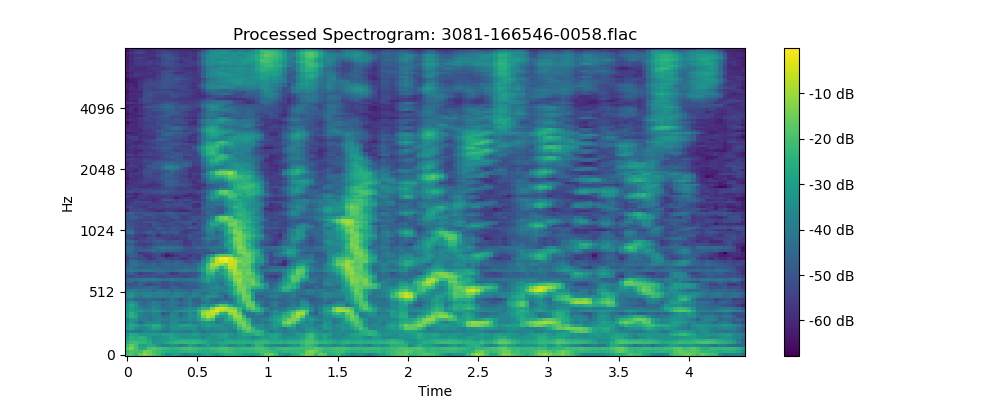 Processed Spectrogram: 3081-166546-0058.flac
Hz
4096
2048
1024
512
0
0 0.5 1 1.5 2 2.5 3 3.5 4
Time
-10 dB
-20 dB
-30 dB
-40 dB
-50 dB
-60 dB